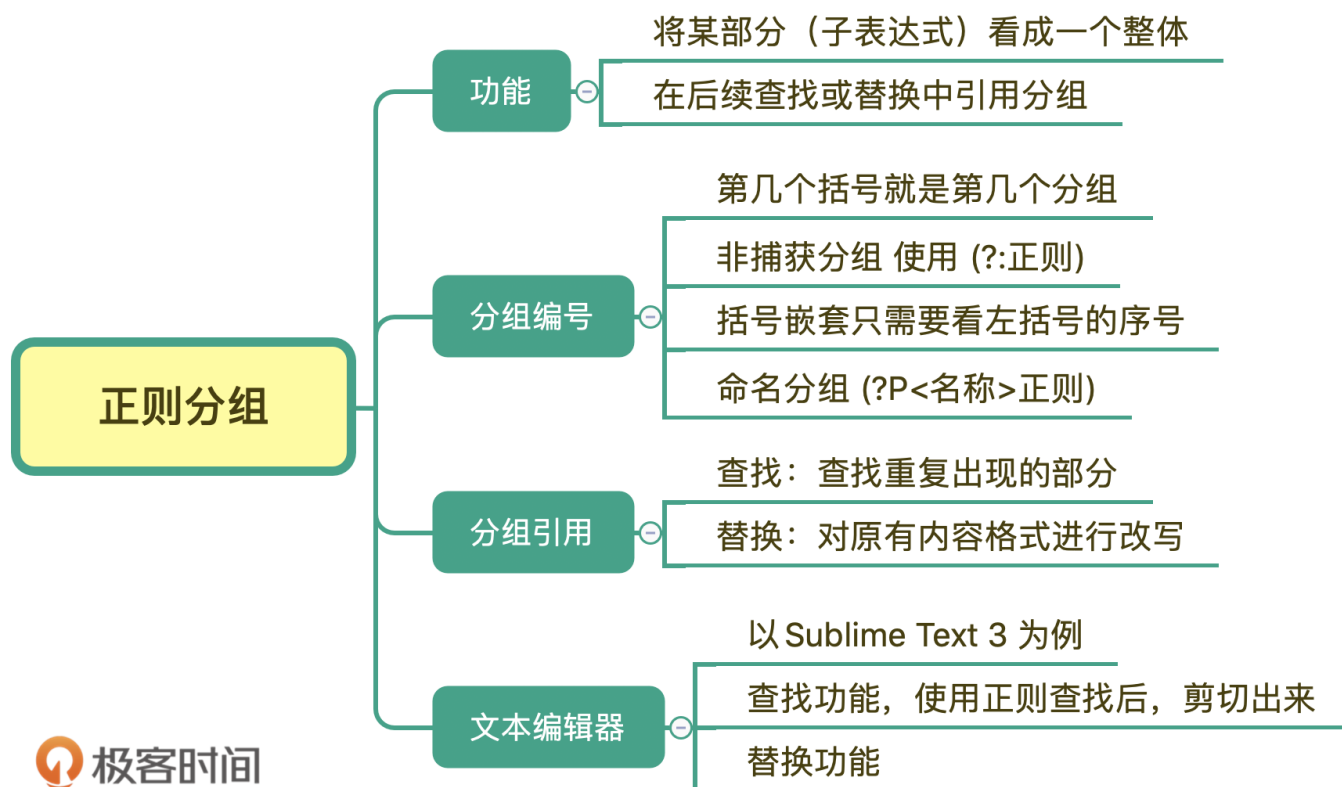 正则分组
功能
将某部分（子表达式）看成一个整体
在后续查找或替换中引用分组
分组编号
第几个括号就是第几个分组
非捕获分组 使用 (?:正则)
括号嵌套只需要看左括号的序号
命名分组 (?P<名称>正则)
分组引用
查找：查找重复出现的部分
替换：对原有内容格式进行改写
文本编辑器
以 Sublime Text 3 为例
查找功能，使用正则查找后，剪切出来
替换功能
极客时间